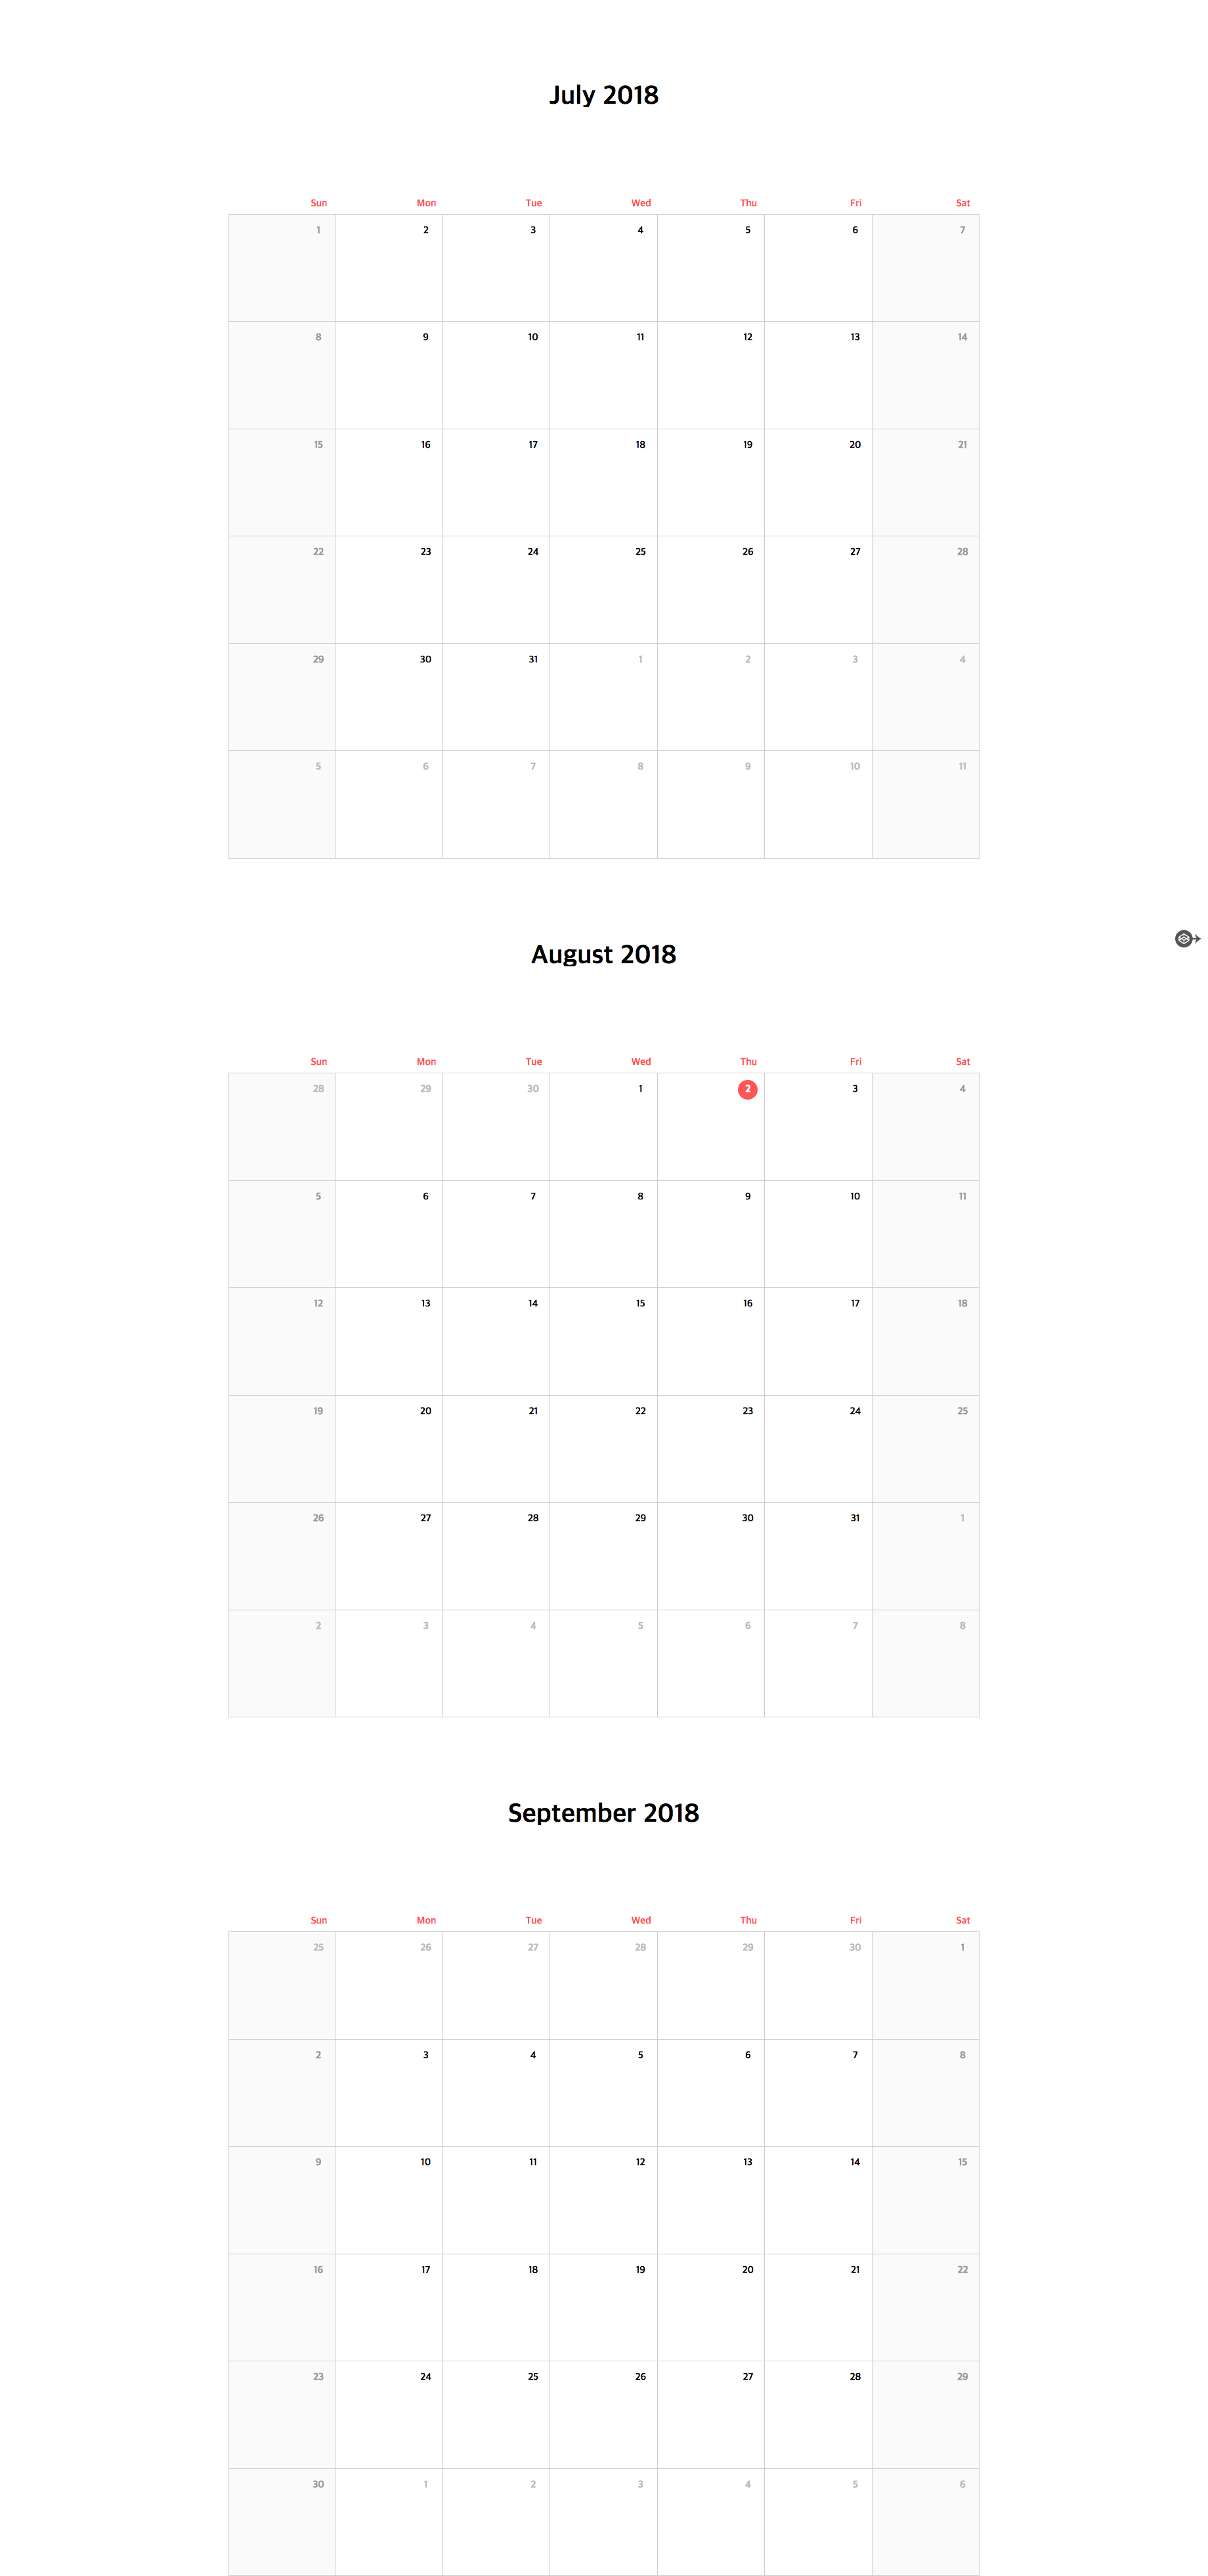 July 2018
Sun Mon Tue Wed Thu Fri Sat
1 2 3 4 5 6 7
8 9 10 11 12 13 14
15 16 17 18 19 20 21
22 23 24 25 26 27 28
29 30 31 1 2 3 4
5 6 7 8 9 10 11
August 2018
Sun Mon Tue Wed Thu Fri Sat
28 29 30 1 2 3 4
5 6 7 8 9 10 11
12 13 14 15 16 17 18
19 20 21 22 23 24 25
26 27 28 29 30 31 1
2 3 4 5 6 7 8
September 2018
Sun Mon Tue Wed Thu Fri Sat
25 26 27 28 29 30 1
2 3 4 5 6 7 8
9 10 11 12 13 14 15
16 17 18 19 20 21 22
23 24 25 26 27 28 29
30 1 2 3 4 5 6